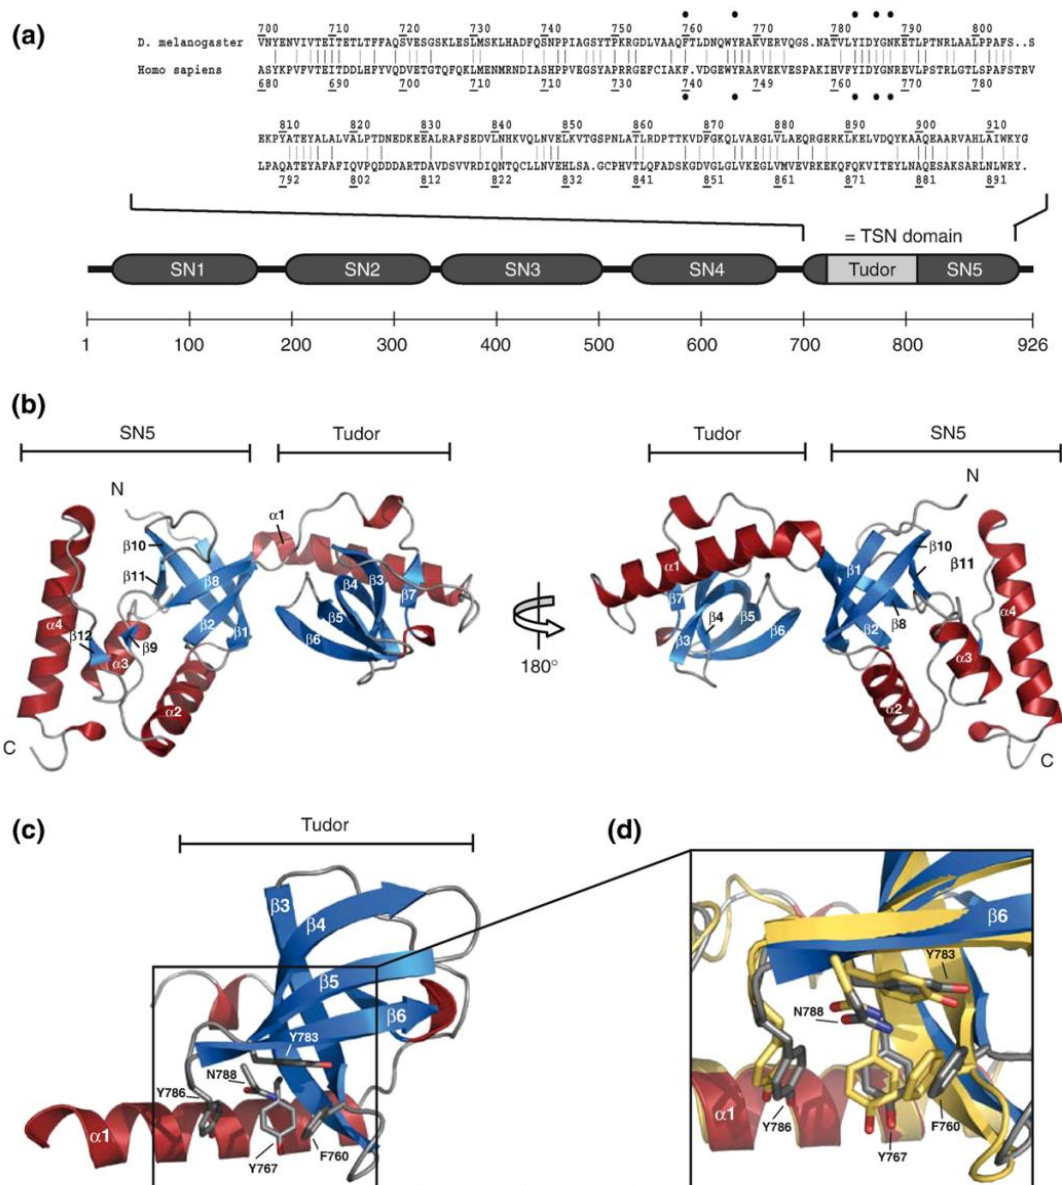 (a)
700 710 720 730 740 750 760 770 780 790 800
D. melanogaster VNYENVIVTEITETLTFFAQSVESGSKLESLMSKLHADFQSNPPIAGSYTPKRGDLVAAQFTLDNQWYRAKVERVQGS.NATVLYIDYGNKETLPTNRLAALPPAFS..S
Homo sapiens ASYKPVFVTEITDDLHFYVQDVETGTQFQKLMENMRNDIASHPPVEGSYAPRRGEFCIAKF.VDGEWYRARVEKVESPAKIHVFYIDYGNREVLPSTRLGTLSPAFSTRV
680 690 700 710 720 730 740 749 760 770 780
810 820 830 840 850 860 870 880 890 900 910
EKPYATEYALALVALPTDNEDKEEALRAFSEDVLNHKVQLNVELKVTGSPNLATLRDPTTKVDFGKQLVAEGLVLAEQRGERKLKELVDQYKAAQEAARVAHLAIWKYG
LPAQATEYAFAFIQVPQDDDARTDAVDSVVRDIQNTQCLLNVEHLSA.GCPHVTLQFADSKGDVGLGLVKEGLVMVEVRKEKQFQKVITEYLNAQESAKSARLNLWRY.
792 802 812 822 832 841 851 861 871 881 891
= TSN domain
SN1 SN2 SN3 SN4 Tudor SN5
1 100 200 300 400 500 600 700 800 926
(b)
SN5 Tudor Tudor SN5
N N
α1 β10 β11 β8 β4 β3 β7 β5 β6 β2 β1 α4 β12 β9 α3 α2
C
180°
α1 β7 β3 β4 β5 β6 β1 β10 β11 β8 β2 α4 α3 α2
C
(c)
Tudor
β3
β4
β5
β6
Y783
N788
Y786
α1
Y767
F760
(d)
β6
Y783
N788
α1
Y786
F760
Y767